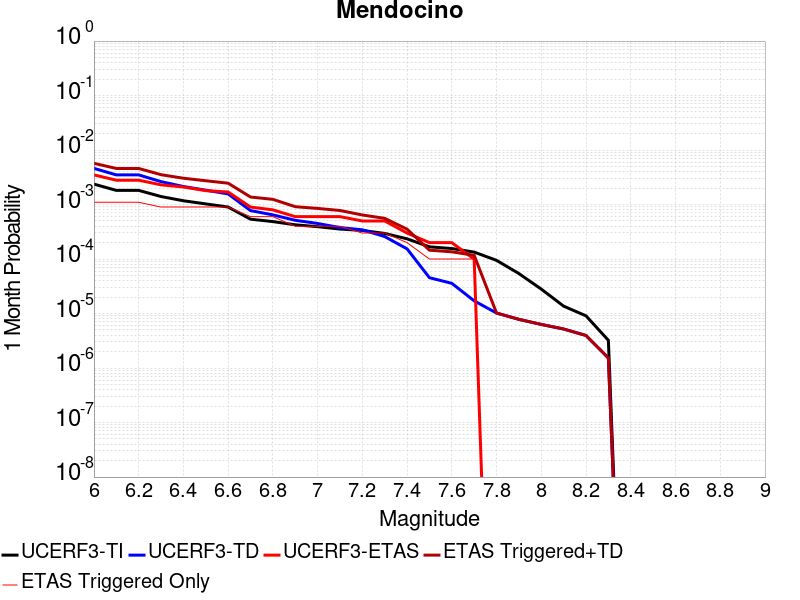 Mendocino
10 0
10 -1
10 -2
10 -3
10 -4
10 -5
10 -6
10 -7
10 -8
1 Month Probability
6 6.2 6.4 6.6 6.8 7 7.2 7.4 7.6 7.8 8 8.2 8.4 8.6 8.8 9
Magnitude
UCERF3-TI UCERF3-TD UCERF3-ETAS ETAS Triggered+TD
ETAS Triggered Only